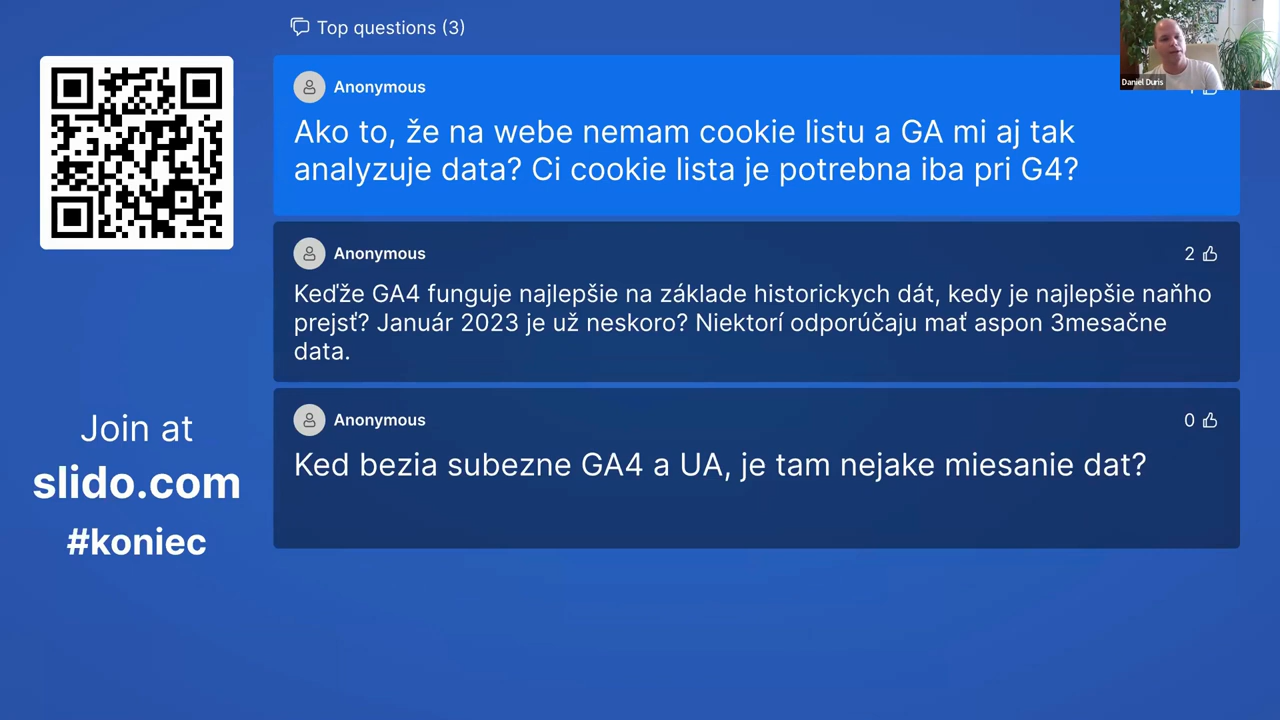 Top questions (3)
Daniel Duris
Anonymous
Ako to, že na webe nemam cookie listu a GA mi aj tak
analyzuje data? Ci cookie lista je potrebna iba pri G4?
Anonymous
2
Keďže GA4 funguje najlepšie na základe historickych dát, kedy je najlepšie naňho
prejsť? Január 2023 je už neskoro? Niektorí odporúčaju mať aspon 3mesačne
data.
Join at
slido.com
#koniec
Anonymous
0
Ked bezia subezne GA4 a UA, je tam nejake miesanie dat?